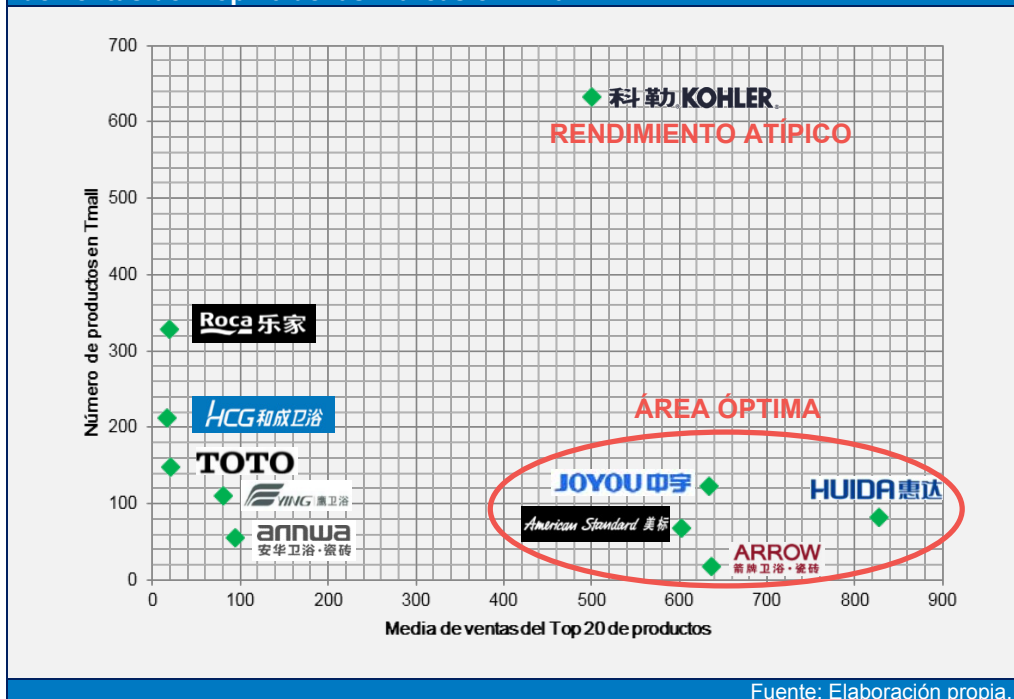 700
科勒 KOHLER
RENDIMIENTO ATÍPICO
600
500
Número de productos en Tmall
400
Roca 乐家
300
HCG 和成卫浴
200
ÁREA ÓPTIMA
TOTO
JOYOU 中宇
HUIDA 惠达
YING 鹰卫浴
100
American Standard 美标
annwa
安华卫浴·瓷砖
ARROW
箭牌卫浴·瓷砖
0
0 100 200 300 400 500 600 700 800 900
Media de ventas del Top 20 de productos
Fuente: Elaboración propia.